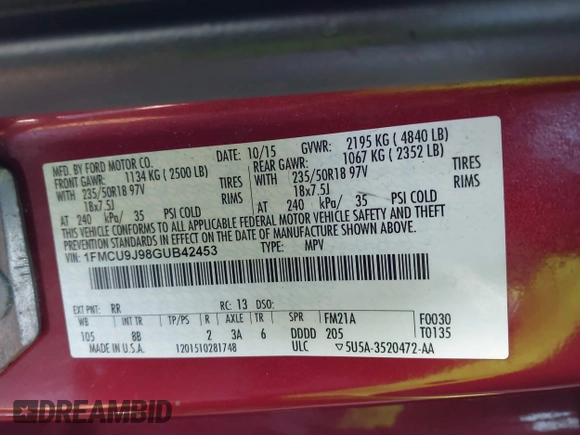 MFD. BY FORD MOTOR CO.
DATE: 10/15 GVWR: 2195 KG ( 4840 LB)
FRONT GAWR: 1134 KG ( 2500 LB) REAR GAWR: 1067 KG ( 2352 LB)
WITH 235/50R18 97V TIRES WITH 235/50R18 97V TIRES
18x7.5J RIMS 18x7.5J RIMS
AT 240 kPa/ 35 PSI COLD AT 240 kPa/ 35 PSI COLD
THIS VEHICLE CONFORMS TO ALL APPLICABLE FEDERAL MOTOR VEHICLE SAFETY AND THEFT
PREVENTION STANDARDS IN EFFECT ON THE DATE OF MANUFACTURE SHOWN ABOVE.
VIN: 1FMCU9J98GUB42453 TYPE: MPV
EXT PNT: RR RC: 13 DSO:
WB INT TR TP/PS R AXLE TR SPR FM21A F0030
105 8B 2 3A 6 DDDD 205 T0135
MADE IN U.S.A. 1201510281748 ULC ▽5U5A-3520472-AA
DREAMBID